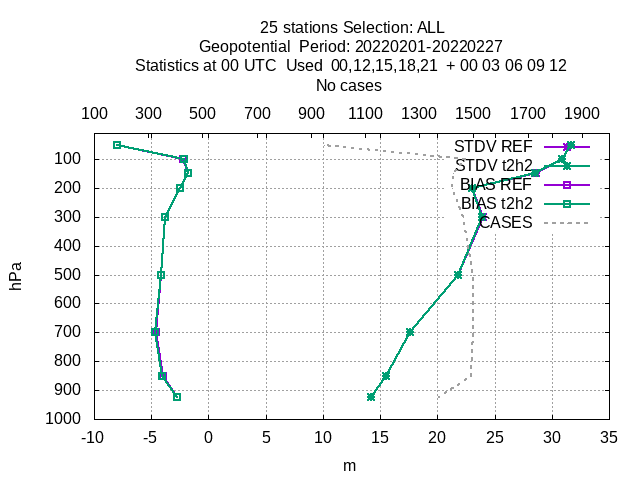 25 stations Selection: ALL
Geopotential  Period: 20220201-20220227
Statistics at 00 UTC  Used  00,12,15,18,21  + 00 03 06 09 12
No cases
100 300 500 700 900 1100 1300 1500 1700 1900
STDV REF
STDV t2h2
BIAS REF
BIAS t2h2
CASES
100
200
300
400
500
600
700
800
900
1000
hPa
-10 -5 0 5 10 15 20 25 30 35
m